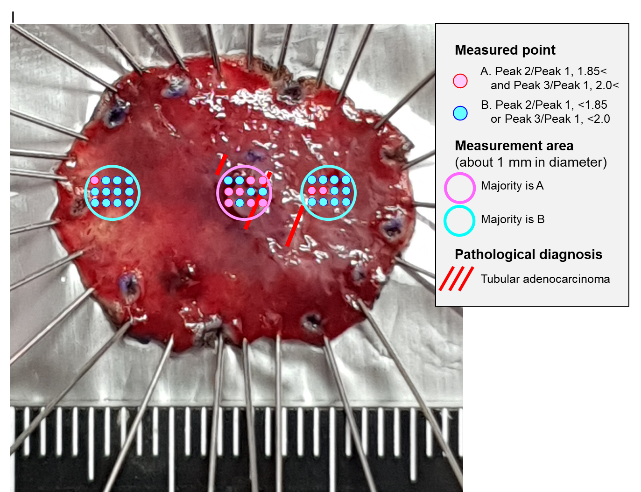 Measured point
A. Peak 2/Peak 1, 1.85<
and Peak 3/Peak 1, 2.0<
B. Peak 2/Peak 1, <1.85
or Peak 3/Peak 1, <2.0
Measurement area
(about 1 mm in diameter)
Majority is A
Majority is B
Pathological diagnosis
Tubular adenocarcinoma